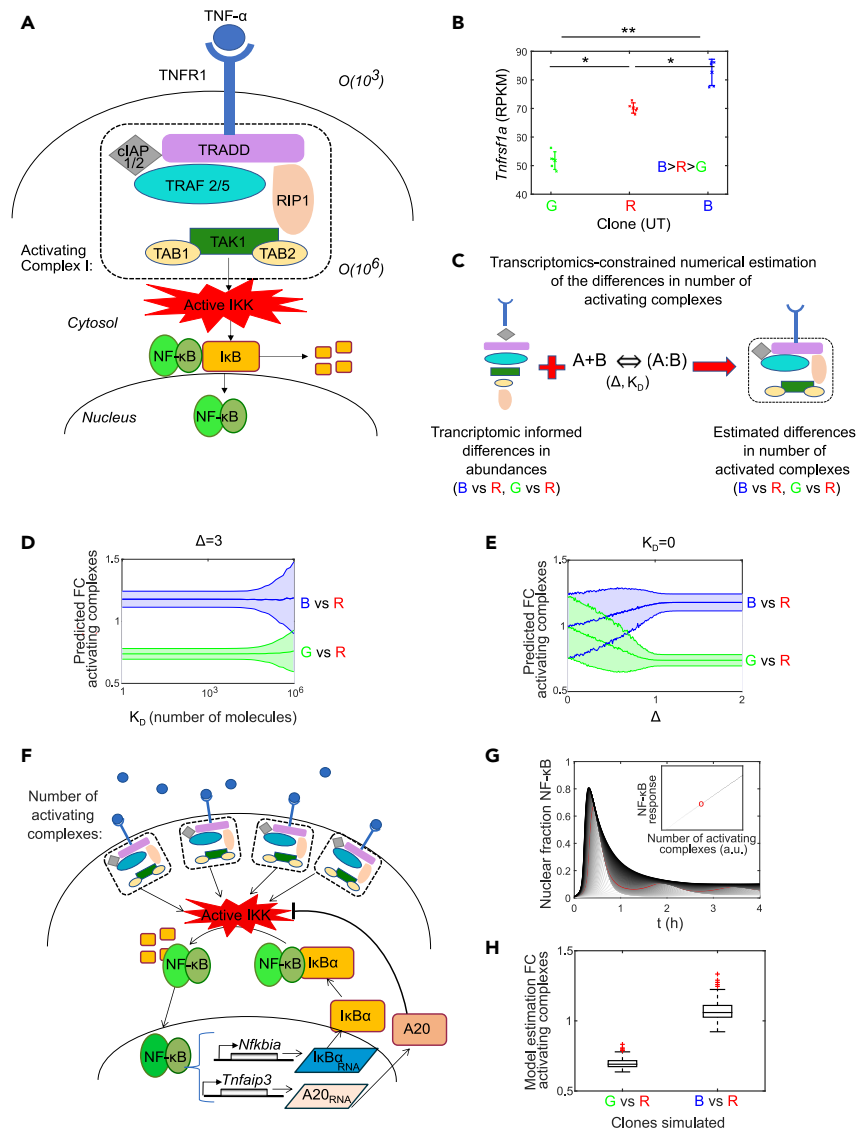 A
TNF-α
TNFR1
O(10³)
cIAP
1/2
TRADD
TRAF 2/5
RIP1
TAK1
TAB1
TAB2
Activating
Complex I:
O(10⁶)
Active IKK
Cytosol
NF-κB
IκB
Nucleus
NF-κB
B
**
*
*
Tnfrsf1a (RPKM)
90
80
70
60
50
40
B>R>G
G
R
B
Clone (UT)
C
Transcriptomics-constrained numerical estimation
of the differences in number of
activating complexes
A+B ⇔ (A:B)
(Δ, K_D)
Trancriptomic informed
differences in
abundances
(B vs R, G vs R)
Estimated differences
in number of
activated complexes
(B vs R, G vs R)
D
Δ=3
Predicted FC
activating complexes
1.5
1
0.5
B vs R
G vs R
1
10³
10⁶
K_D (number of molecules)
E
K_D=0
Predicted FC
activating complexes
1.5
1
0.5
B vs R
G vs R
0
1
2
Δ
F
Number of
activating
complexes:
Active IKK
NF-κB
NF-κB
IκBα
IκBα
A20
NF-κB
Nfkbia
IκBα RNA
Tnfaip3
A20RNA
G
Nuclear fraction NF-κB
1
0.8
0.6
0.4
0.2
0
NF-κB
response
Number of activating
complexes (a.u.)
0
1
2
3
4
t (h)
H
Model estimation FC
activating complexes
1.5
1
0.5
G vs R
B vs R
Clones simulated